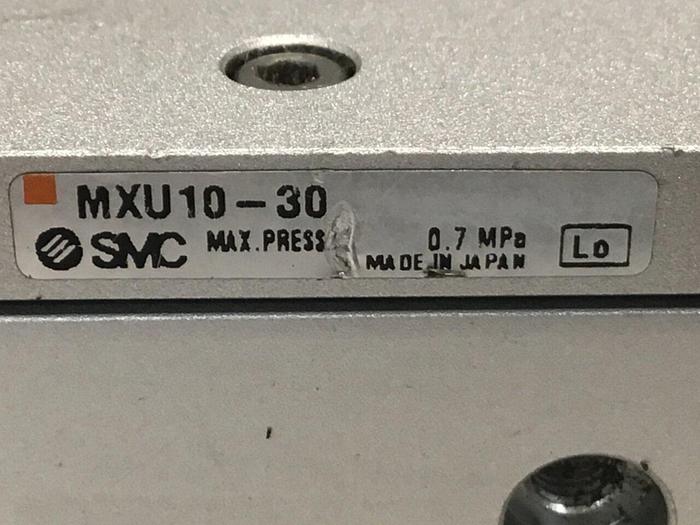 MXU10-30
SMC MAX.PRESS 0.7 MPa
MADE IN JAPAN
Lo